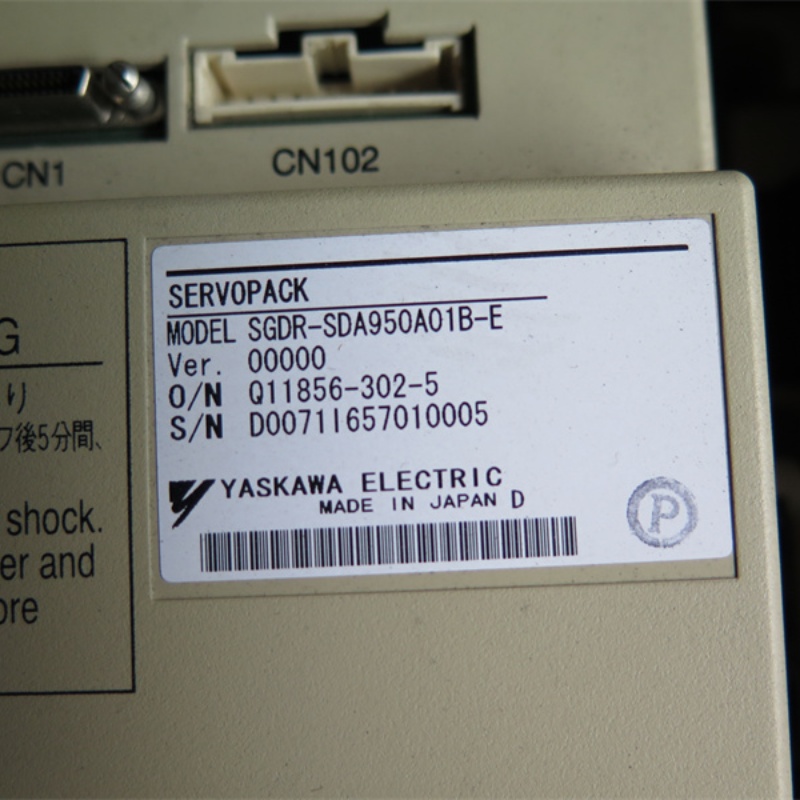 CN1
CN102
G
り
フ後5分間、
shock.
er and
ore
SERVOPACK
MODEL SGDR-SDA950A01B-E
Ver. 00000
O/N Q11856-302-5
S/N D0071I657010005
YASKAWA ELECTRIC
MADE IN JAPAN D
P